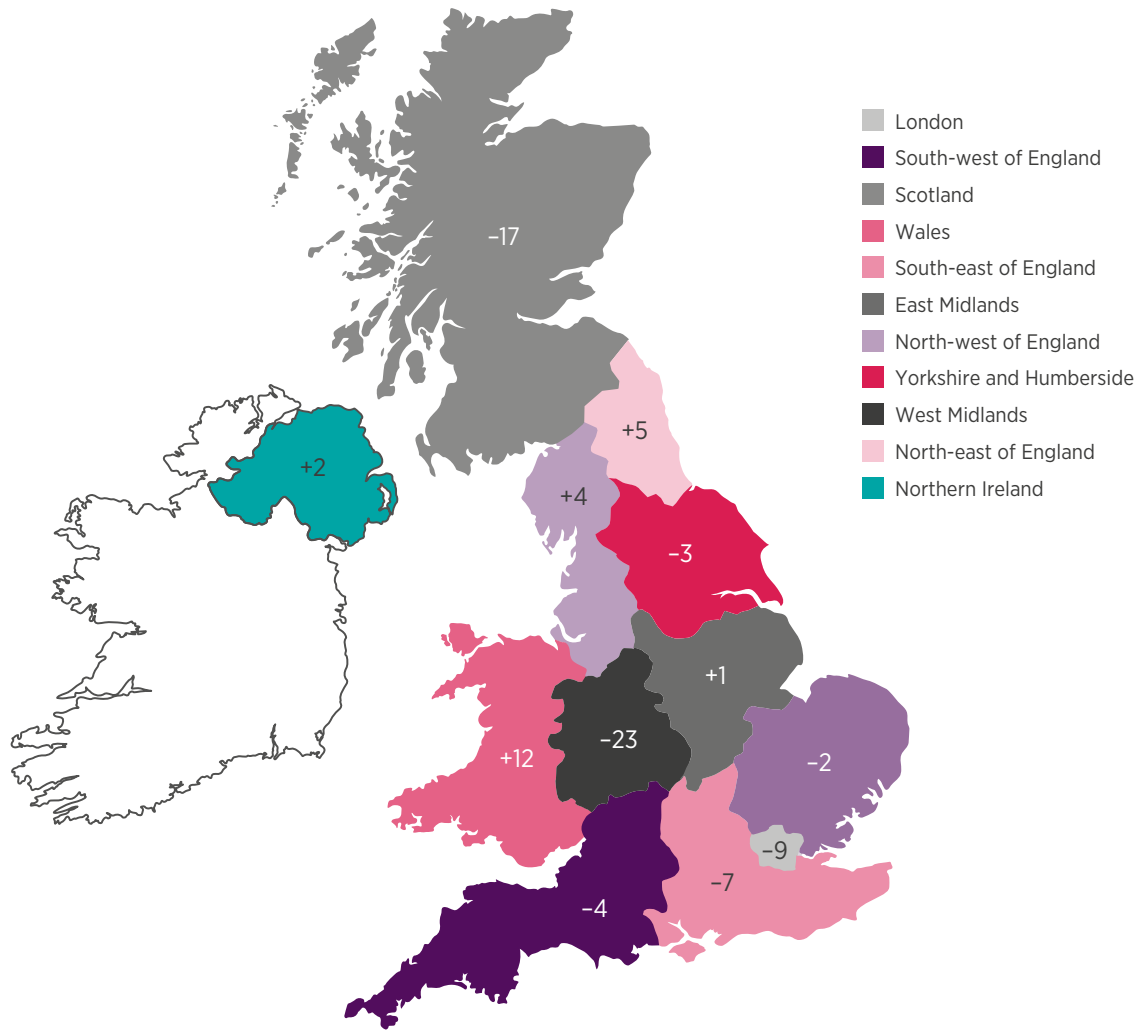 London
South-west of England
Scotland
Wales
South-east of England
East Midlands
North-west of England
Yorkshire and Humberside
West Midlands
North-east of England
Northern Ireland
–17
+5
+2
+4
–3
+1
–23
+12
–2
–9
–7
–4